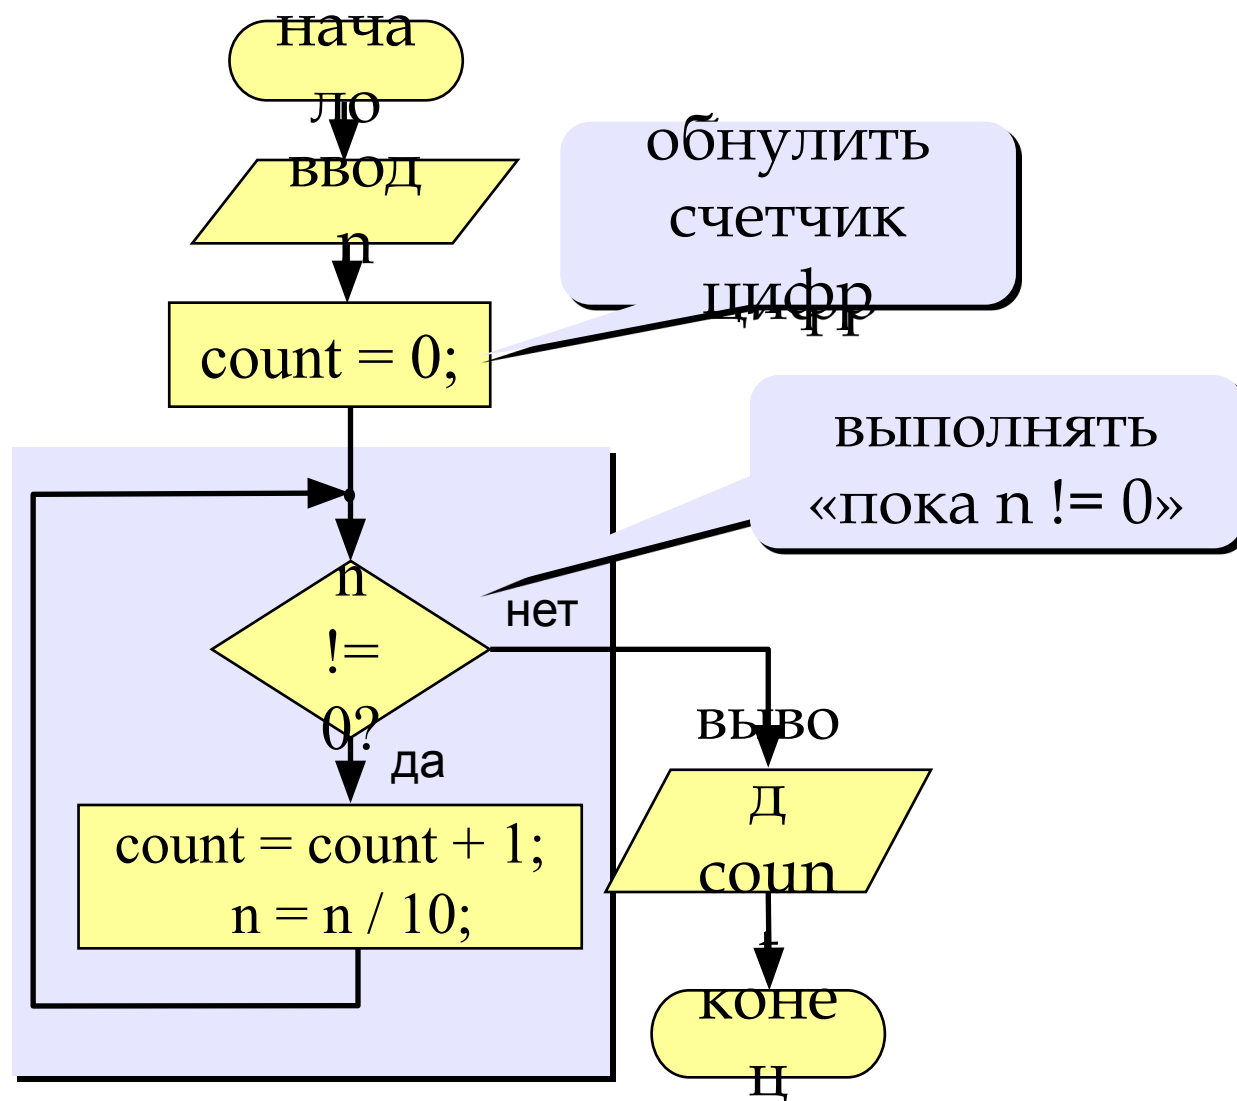 нача
ло
ввод
n
обнулить
счетчик
цифр
count = 0;
выполнять
«пока n != 0»
n
!=
0?
нет
да
count = count + 1;
n = n / 10;
выво
д
coun
t
коне
ц